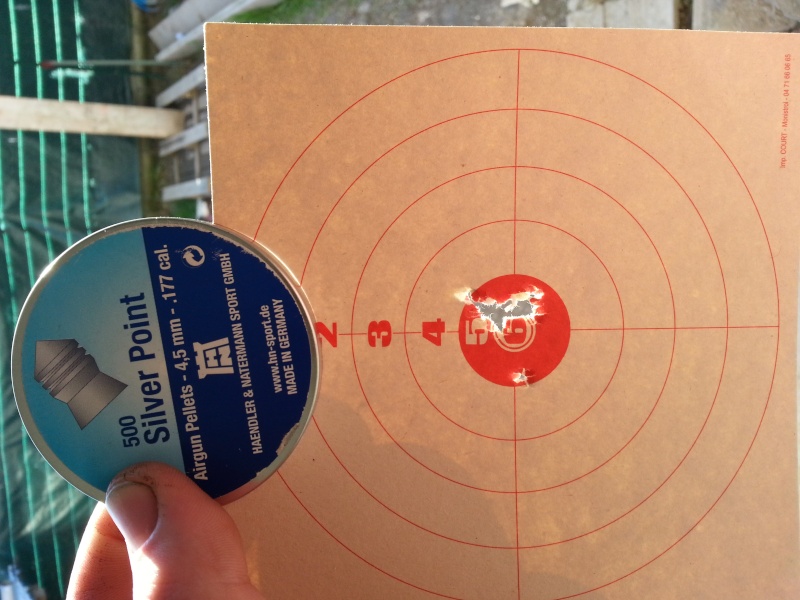 500
Silver Point
Airgun Pellets - 4,5 mm - .177 cal.
HAENDLER & NATERMANN SPORT GMBH
www.hn-sport.de
MADE IN GERMANY
2
3
4
5
6